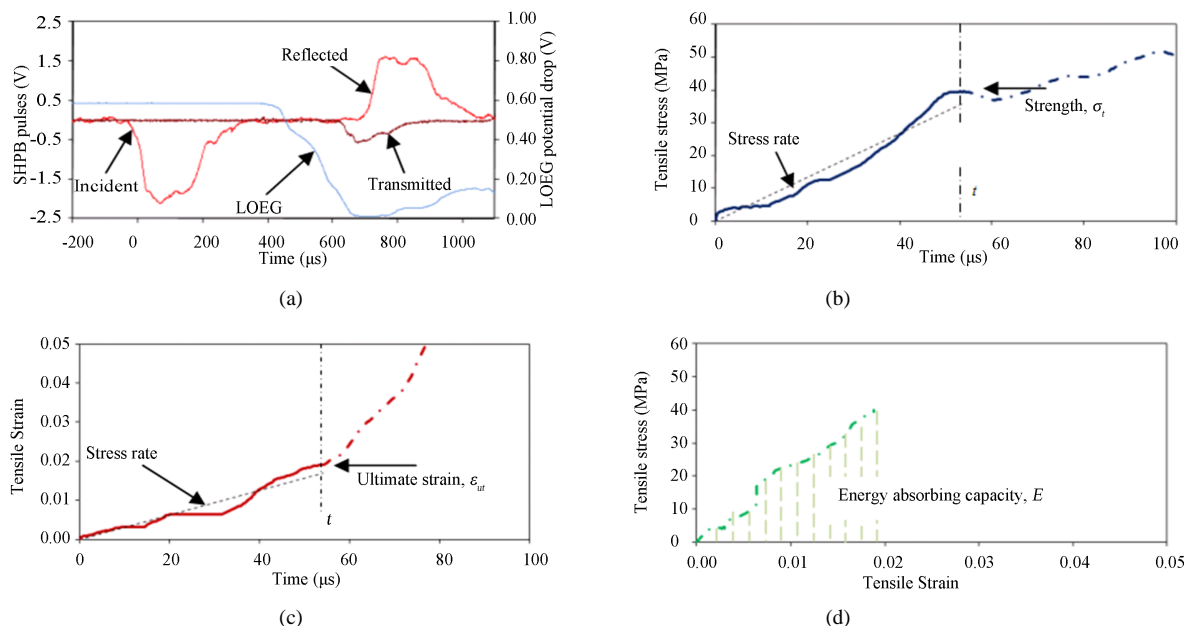 SHPB pulses (V)
2.5
1.5
0.5
-0.5
-1.5
-2.5
Reflected
Incident
LOEG
Transmitted
1.00
0.80
0.60
0.40
0.20
0.00
LOEG potential drop (V)
-200
0
200
400
600
800
1000
Time (μs)
(a)
Tensile stress (MPa)
60
50
40
30
20
10
0
Stress rate
Strength, σt
t
0
20
40
60
80
100
Time (μs)
(b)
Tensile Strain
0.05
0.04
0.03
0.02
0.01
0.00
Stress rate
Ultimate strain, εut
t
0
20
40
60
80
100
Time (μs)
(c)
Tensile stress (MPa)
60
50
40
30
20
10
0
Energy absorbing capacity, E
0.00
0.01
0.02
0.03
0.04
0.05
Tensile Strain
(d)